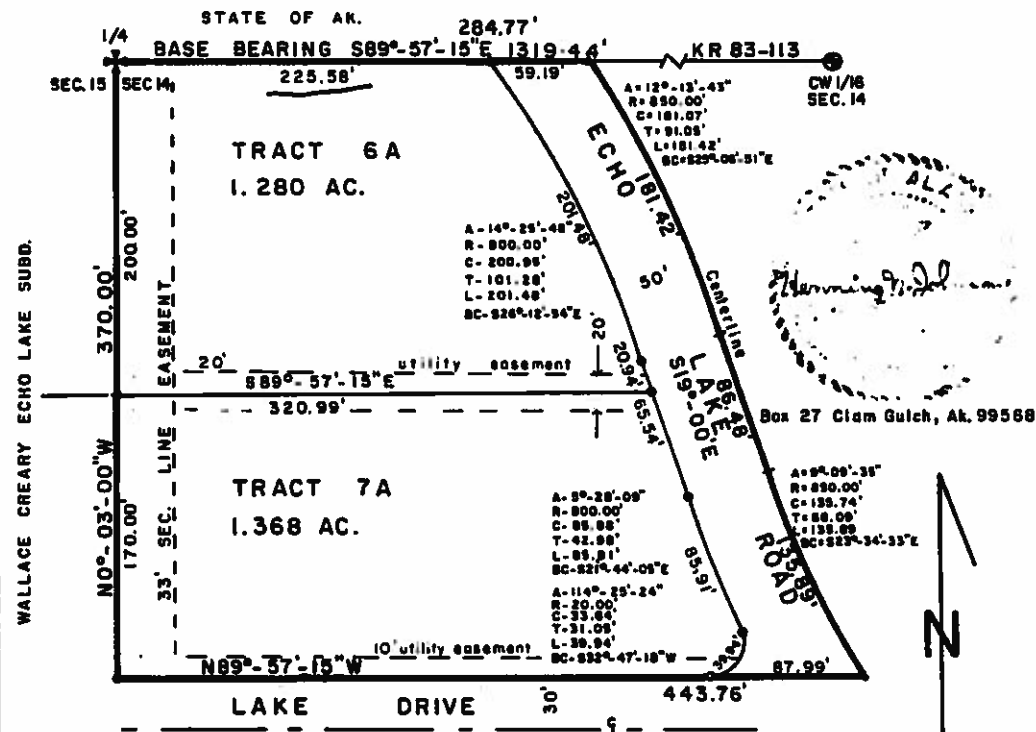 STATE OF AK.
284.77'
1/4
BASE BEARING S89°-57'-15"E 1319.44' KR 83-113
SEC. 15 SEC 14
225.58'
59.19'
CW 1/16
SEC. 14
A=12°-13'-43"
R=850.00'
C=181.07'
T=91.05'
L=181.42'
BC=S25°-06'-51"E
TRACT 6A
1.280 AC.
ECHO
181.42'
ALL
201.48'
A-14°-25'-48"
R-800.00'
C-200.95'
T-101.28'
L-201.48'
BC-S26°-12'-54"E
50'
Centerline
WALLACE CREARY ECHO LAKE SUBD.
370.00'
200.00'
N0°-03'-00"W
170.00'
33' SEC. LINE EASEMENT
20'
utility easement
20
20.94'
S89°-57'-15"E
320.99'
65.54'
LAKE
S19°-00'E
86.48'
Box 27 Clam Gulch, Ak. 99568
TRACT 7A
1.368 AC.
A=9°-09'-35"
R=850.00'
C=135.74'
T=68.09'
L=135.89
BC=S23°-34'-33"E
A-5°-28'-09"
R-900.00'
C-85.88'
T-42.98'
L-85.91'
BC-S21°-44'-05"E
85.91'
135.89'
ROAD
A-114°-25'-24"
R-20.00'
C-33.64'
T-31.05'
L-39.94'
BC-S32°-47'-18"W
39.94'
10' utility easement
N89°-57'-15"W
87.99'
443.76'
LAKE DRIVE
30'
N